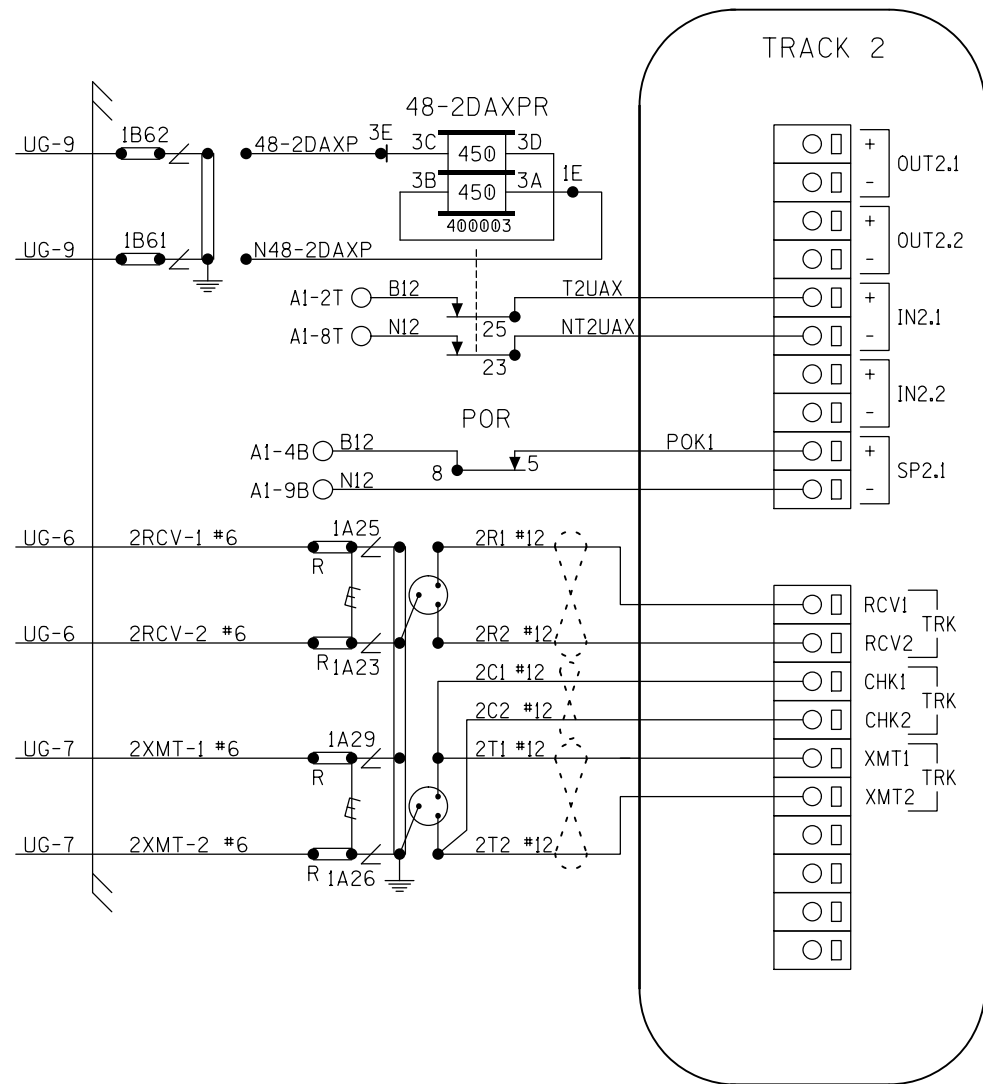 TRACK 2
48-2DAXPR
UG-9 1B62 48-2DAXP 3E 3C 450 3D
3B 450 3A 1E
400003
UG-9 1B61 N48-2DAXP
+ OUT2.1
-
+ OUT2.2
-
A1-2T B12 25 T2UAX + IN2.1
A1-8T N12 23 NT2UAX -
+ IN2.2
-
POR
A1-4B B12 8 5 POK1 + SP2.1
A1-9B N12 -
UG-6 2RCV-1 #6 R 1A25 2R1 #12 RCV1
E
TRK
UG-6 2RCV-2 #6 R 1A23 2R2 #12 RCV2
2C1 #12 CHK1
TRK
2C2 #12 CHK2
UG-7 2XMT-1 #6 R 1A29 2T1 #12 XMT1
E
TRK
UG-7 2XMT-2 #6 R 1A26 2T2 #12 XMT2